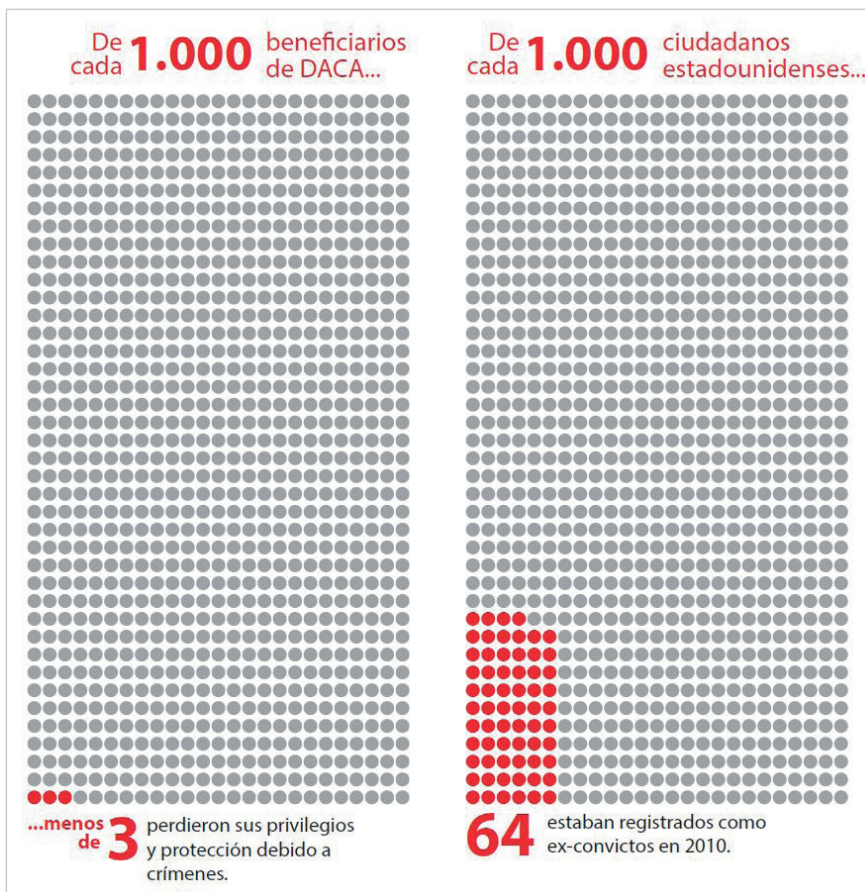 De cada 1.000 beneficiarios
de DACA...
...menos de 3 perdieron sus privilegios
y protección debido a
crímenes.
De cada 1.000 ciudadanos
estadounidenses...
64 estaban registrados como
ex-convictos en 2010.